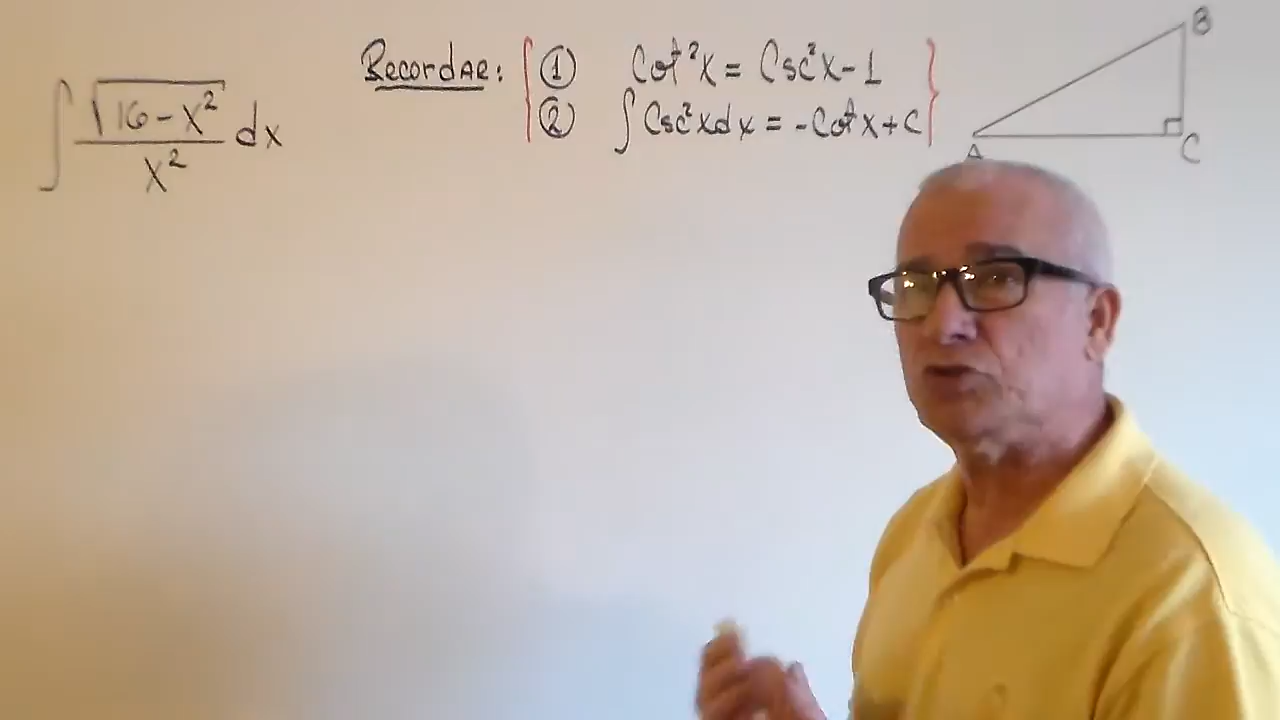 ∫ √(16 - x²) / x² dx
RecordAR: ① Cot²x = Csc²x - 1
② ∫ Csc²x dx = -Cot x + C
B
A
C